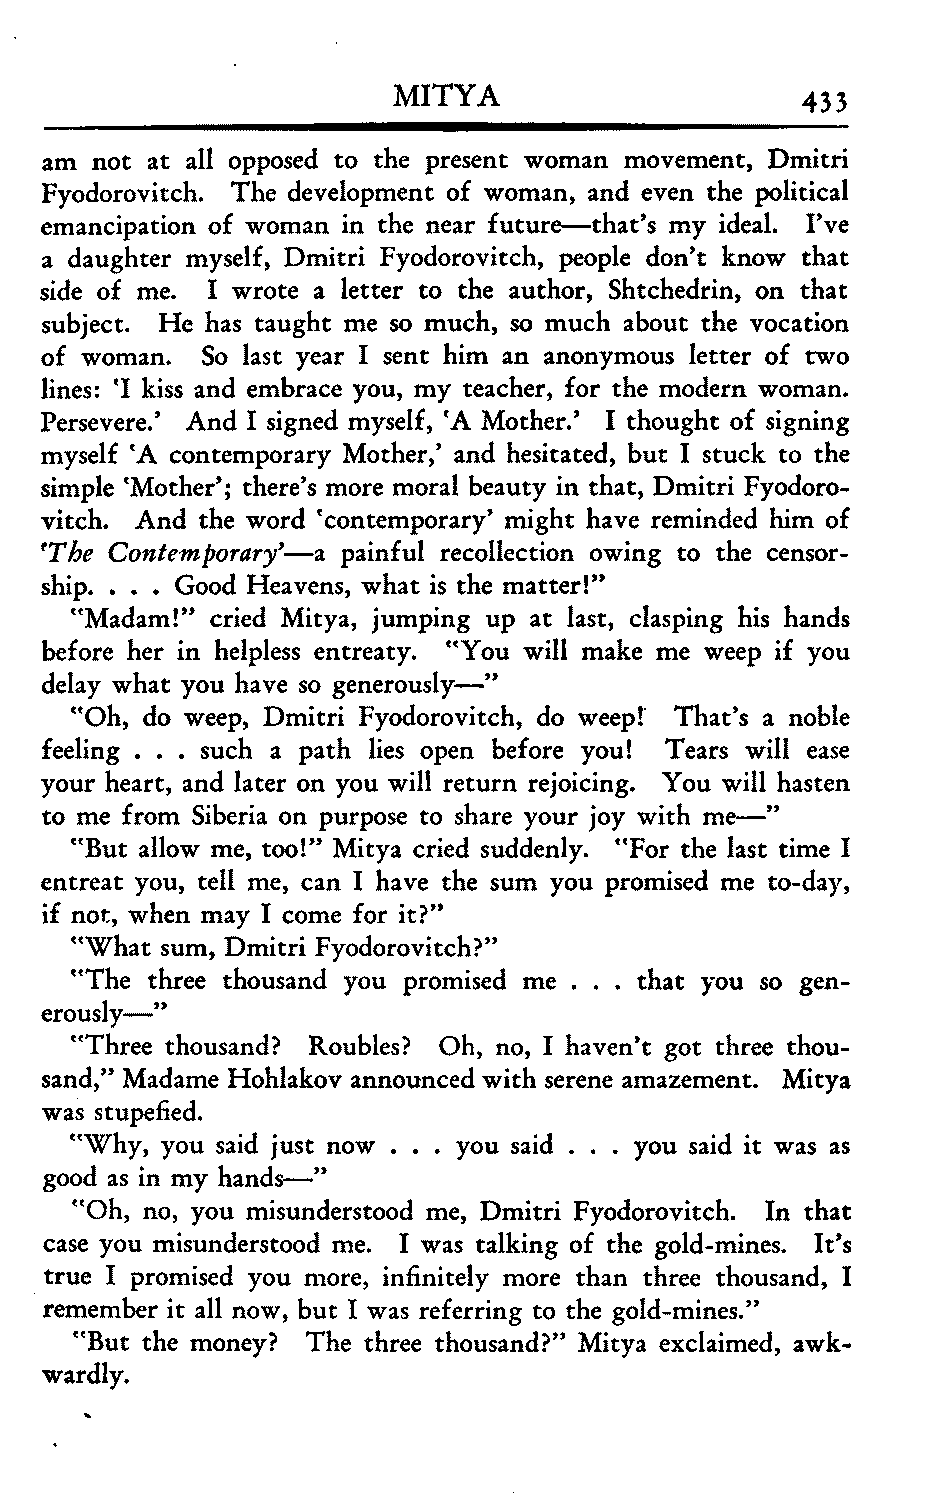 MITYA 433
am not at all opposed to the present woman movement, Dmitri
Fyodorovitch. The development of woman, and even the political
emancipation of woman in the near future—that's my ideal. I've
a daughter myself, Dmitri Fyodorovitch, people don't know that
side of me. I wrote a letter to the author, Shtchedrin, on that
subject. He has taught me so much, so much about the vocation
of woman. So last year I sent him an anonymous letter of two
lines: 'I kiss and embrace you, my teacher, for the modern woman.
Persevere.' And I signed myself, 'A Mother.' I thought of signing
myself 'A contemporary Mother,' and hesitated, but I stuck to the
simple 'Mother'; there's more moral beauty in that, Dmitri Fyodoro-
vitch. And the word 'contemporary' might have reminded him of
'The Contemporary'—a painful recollection owing to the censor-
ship. . . . Good Heavens, what is the matter!"
"Madam!" cried Mitya, jumping up at last, clasping his hands
before her in helpless entreaty. "You will make me weep if you
delay what you have so generously—"
"Oh, do weep, Dmitri Fyodorovitch, do weep! That's a noble
feeling . . . such a path lies open before you! Tears will ease
your heart, and later on you will return rejoicing. You will hasten
to me from Siberia on purpose to share your joy with me—"
"But allow me, too!" Mitya cried suddenly. "For the last time I
entreat you, tell me, can I have the sum you promised me to-day,
if not, when may I come for it?"
"What sum, Dmitri Fyodorovitch?"
"The three thousand you promised me . . . that you so gen-
erously—"
"Three thousand? Roubles? Oh, no, I haven't got three thou-
sand," Madame Hohlakov announced with serene amazement. Mitya
was stupefied.
"Why, you said just now . . . you said . . . you said it was as
good as in my hands—"
"Oh, no, you misunderstood me, Dmitri Fyodorovitch. In that
case you misunderstood me. I was talking of the gold-mines. It's
true I promised you more, infinitely more than three thousand, I
remember it all now, but I was referring to the gold-mines."
"But the money? The three thousand?" Mitya exclaimed, awk-
wardly.